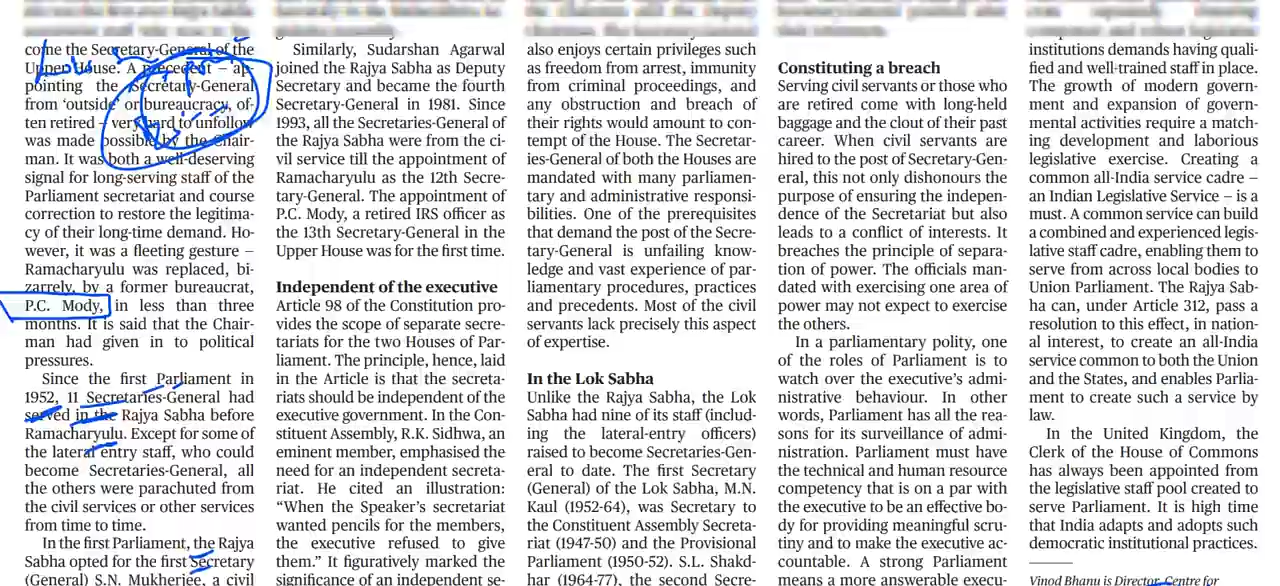 come the Secretary-General of the
Upper House. A precedent – ap-
pointing the Secretary-General
from ‘outside’ or bureaucracy, of-
ten retired – very hard to unfollow
was made possible by the Chair-
man. It was both a well-deserving
signal for long-serving staff of the
Parliament secretariat and course
correction to restore the legitima-
cy of their long-time demand. Ho-
wever, it was a fleeting gesture –
Ramacharyulu was replaced, bi-
zarrely, by a former bureaucrat,
P.C. Mody, in less than three
months. It is said that the Chair-
man had given in to political
pressures.
Since the first Parliament in
1952, 11 Secretaries-General had
served in the Rajya Sabha before
Ramacharyulu. Except for some of
the lateral entry staff, who could
become Secretaries-General, all
the others were parachuted from
the civil services or other services
from time to time.
In the first Parliament, the Rajya
Sabha opted for the first Secretary
(General) S.N. Mukherjee, a civil
Similarly, Sudarshan Agarwal
joined the Rajya Sabha as Deputy
Secretary and became the fourth
Secretary-General in 1981. Since
1993, all the Secretaries-General of
the Rajya Sabha were from the ci-
vil service till the appointment of
Ramacharyulu as the 12th Secre-
tary-General. The appointment of
P.C. Mody, a retired IRS officer as
the 13th Secretary-General in the
Upper House was for the first time.
Independent of the executive
Article 98 of the Constitution pro-
vides the scope of separate secre-
tariats for the two Houses of Par-
liament. The principle, hence, laid
in the Article is that the secreta-
riats should be independent of the
executive government. In the Con-
stituent Assembly, R.K. Sidhwa, an
eminent member, emphasised the
need for an independent secreta-
riat. He cited an illustration:
“When the Speaker’s secretariat
wanted pencils for the members,
the executive refused to give
them.” It figuratively marked the
significance of an independent se-
also enjoys certain privileges such
as freedom from arrest, immunity
from criminal proceedings, and
any obstruction and breach of
their rights would amount to con-
tempt of the House. The Secretar-
ies-General of both the Houses are
mandated with many parliamen-
tary and administrative responsi-
bilities. One of the prerequisites
that demand the post of the Secre-
tary-General is unfailing know-
ledge and vast experience of par-
liamentary procedures, practices
and precedents. Most of the civil
servants lack precisely this aspect
of expertise.
In the Lok Sabha
Unlike the Rajya Sabha, the Lok
Sabha had nine of its staff (includ-
ing the lateral-entry officers)
raised to become Secretaries-Gen-
eral to date. The first Secretary
(General) of the Lok Sabha, M.N.
Kaul (1952-64), was Secretary to
the Constituent Assembly Secreta-
riat (1947-50) and the Provisional
Parliament (1950-52). S.L. Shakd-
har (1964-77), the second Secre-
Constituting a breach
Serving civil servants or those who
are retired come with long-held
baggage and the clout of their past
career. When civil servants are
hired to the post of Secretary-Gen-
eral, this not only dishonours the
purpose of ensuring the indepen-
dence of the Secretariat but also
leads to a conflict of interests. It
breaches the principle of separa-
tion of power. The officials man-
dated with exercising one area of
power may not expect to exercise
the others.
In a parliamentary polity, one
of the roles of Parliament is to
watch over the executive’s admi-
nistrative behaviour. In other
words, Parliament has all the rea-
sons for its surveillance of admi-
nistration. Parliament must have
the technical and human resource
competency that is on a par with
the executive to be an effective bo-
dy for providing meaningful scru-
tiny and to make the executive ac-
countable. A strong Parliament
means a more answerable execu-
institutions demands having quali-
fied and well-trained staff in place.
The growth of modern govern-
ment and expansion of govern-
mental activities require a match-
ing development and laborious
legislative exercise. Creating a
common all-India service cadre –
an Indian Legislative Service – is a
must. A common service can build
a combined and experienced legis-
lative staff cadre, enabling them to
serve from across local bodies to
Union Parliament. The Rajya Sab-
ha can, under Article 312, pass a
resolution to this effect, in nation-
al interest, to create an all-India
service common to both the Union
and the States, and enables Parlia-
ment to create such a service by
law.
In the United Kingdom, the
Clerk of the House of Commons
has always been appointed from
the legislative staff pool created to
serve Parliament. It is high time
that India adapts and adopts such
democratic institutional practices.
Vinod Bhanu is Director, Centre for